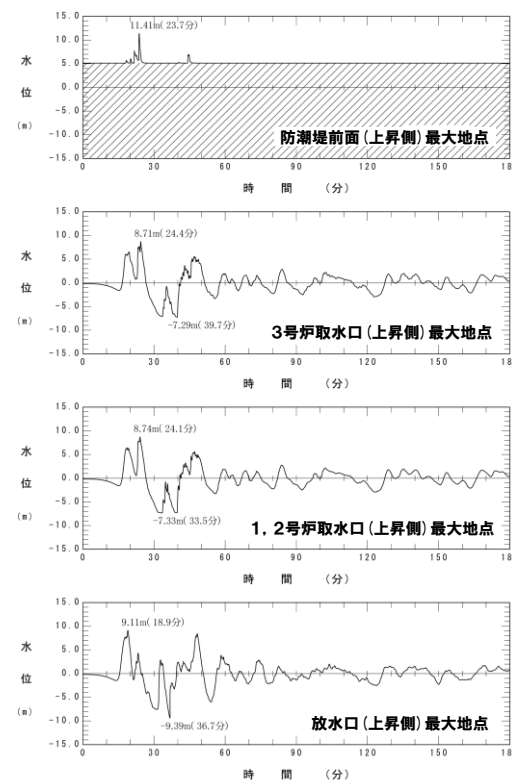 11.41m( 23.7分)
15.0
10.0
5.0
0.0
-5.0
-10.0
-15.0
水
位
(m)
防潮堤前面(上昇側)最大地点
0 30 60 90 120 150 18
時 間 (分)
15.0
10.0
5.0
0.0
-5.0
-10.0
-15.0
水
位
(m)
8.71m( 24.4分)
-7.29m( 39.7分)
3号炉取水口(上昇側)最大地点
0 30 60 90 120 150 18
時 間 (分)
15.0
10.0
5.0
0.0
-5.0
-10.0
-15.0
水
位
(m)
8.74m( 24.1分)
-7.33m( 33.5分)
1,2号炉取水口(上昇側)最大地点
0 30 60 90 120 150 18
時 間 (分)
15.0
10.0
5.0
0.0
-5.0
-10.0
-15.0
水
位
(m)
9.11m( 18.9分)
-9.39m( 36.7分)
放水口(上昇側)最大地点
0 30 60 90 120 150 18
時 間 (分)